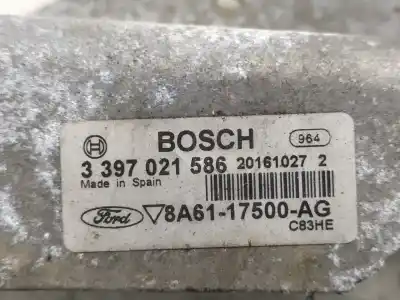 BOSCH 964
3 397 021 586 20161027 2
Made in Spain
Ford 8A61-17500-AG
C83HE